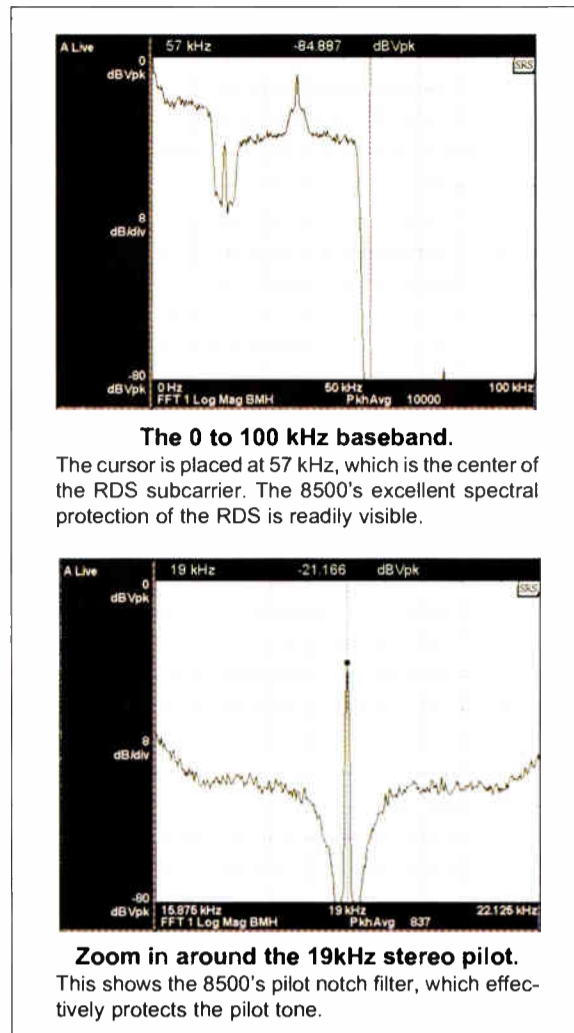 A Live 57 kHz -84.887 dBVpk
0
dBVpk
SRS
8
dB/div
-80
dBVpk
0 Hz 50 kHz 100 kHz
FFT 1 Log Mag BMH PkhAvg 10000
The 0 to 100 kHz baseband.
The cursor is placed at 57 kHz, which is the center of
the RDS subcarrier. The 8500's excellent spectral
protection of the RDS is readily visible.
A Live 19 kHz -21.166 dBVpk
0
dBVpk
SRS
8
dB/div
-80
dBVpk
15.875 kHz 19 kHz 22.125 kHz
FFT 1 Log Mag BMH PkhAvg 837
Zoom in around the 19kHz stereo pilot.
This shows the 8500's pilot notch filter, which effec-
tively protects the pilot tone.